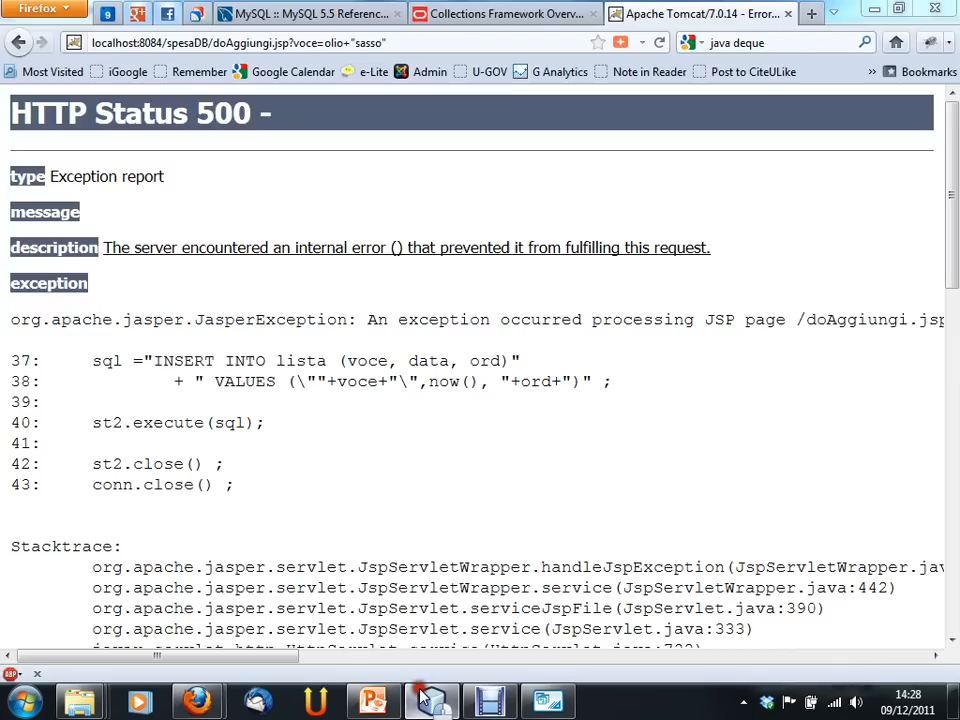 Firefox
9
MySQL :: MySQL 5.5 Referenc...
Collections Framework Overv...
Apache Tomcat/7.0.14 - Error...
localhost:8084/spesaDB/doAggiungi.jsp?voce=olio+"sasso"
java deque
Most Visited
iGoogle
Remember
Google Calendar
e-Lite
Admin
U-GOV
G Analytics
Note in Reader
Post to CiteULike
»
Bookmarks
HTTP Status 500 -
type Exception report
message
description The server encountered an internal error () that prevented it from fulfilling this request.
exception
org.apache.jasper.JasperException: An exception occurred processing JSP page /doAggiungi.jsp
37: sql ="INSERT INTO lista (voce, data, ord)"
38: + " VALUES (\""+voce+"\",now(), "+ord+")" ;
39:
40: st2.execute(sql);
41:
42: st2.close() ;
43: conn.close() ;
Stacktrace:
org.apache.jasper.servlet.JspServletWrapper.handleJspException(JspServletWrapper.jav
org.apache.jasper.servlet.JspServletWrapper.service(JspServletWrapper.java:442)
org.apache.jasper.servlet.JspServlet.serviceJspFile(JspServlet.java:390)
org.apache.jasper.servlet.JspServlet.service(JspServlet.java:333)
ABP
14:28
09/12/2011